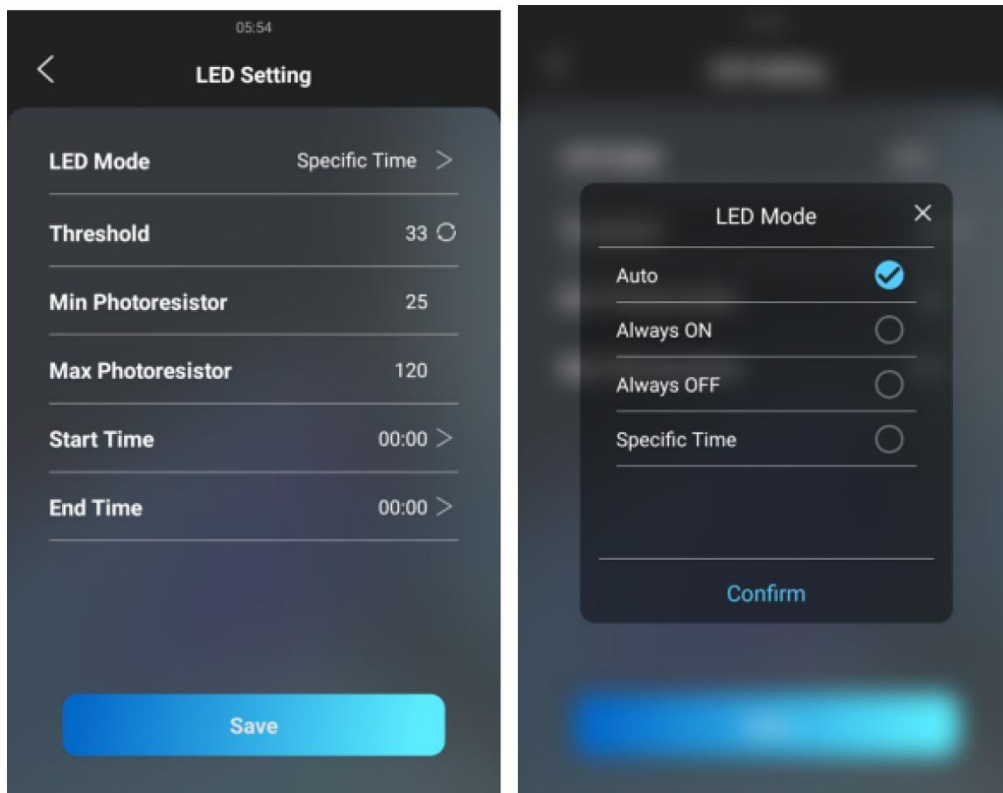 05:54
LED Setting
LED Mode Specific Time
Threshold 33
Min Photoresistor 25
Max Photoresistor 120
Start Time 00:00
End Time 00:00
Save
LED Mode
Auto
Always ON
Always OFF
Specific Time
Confirm